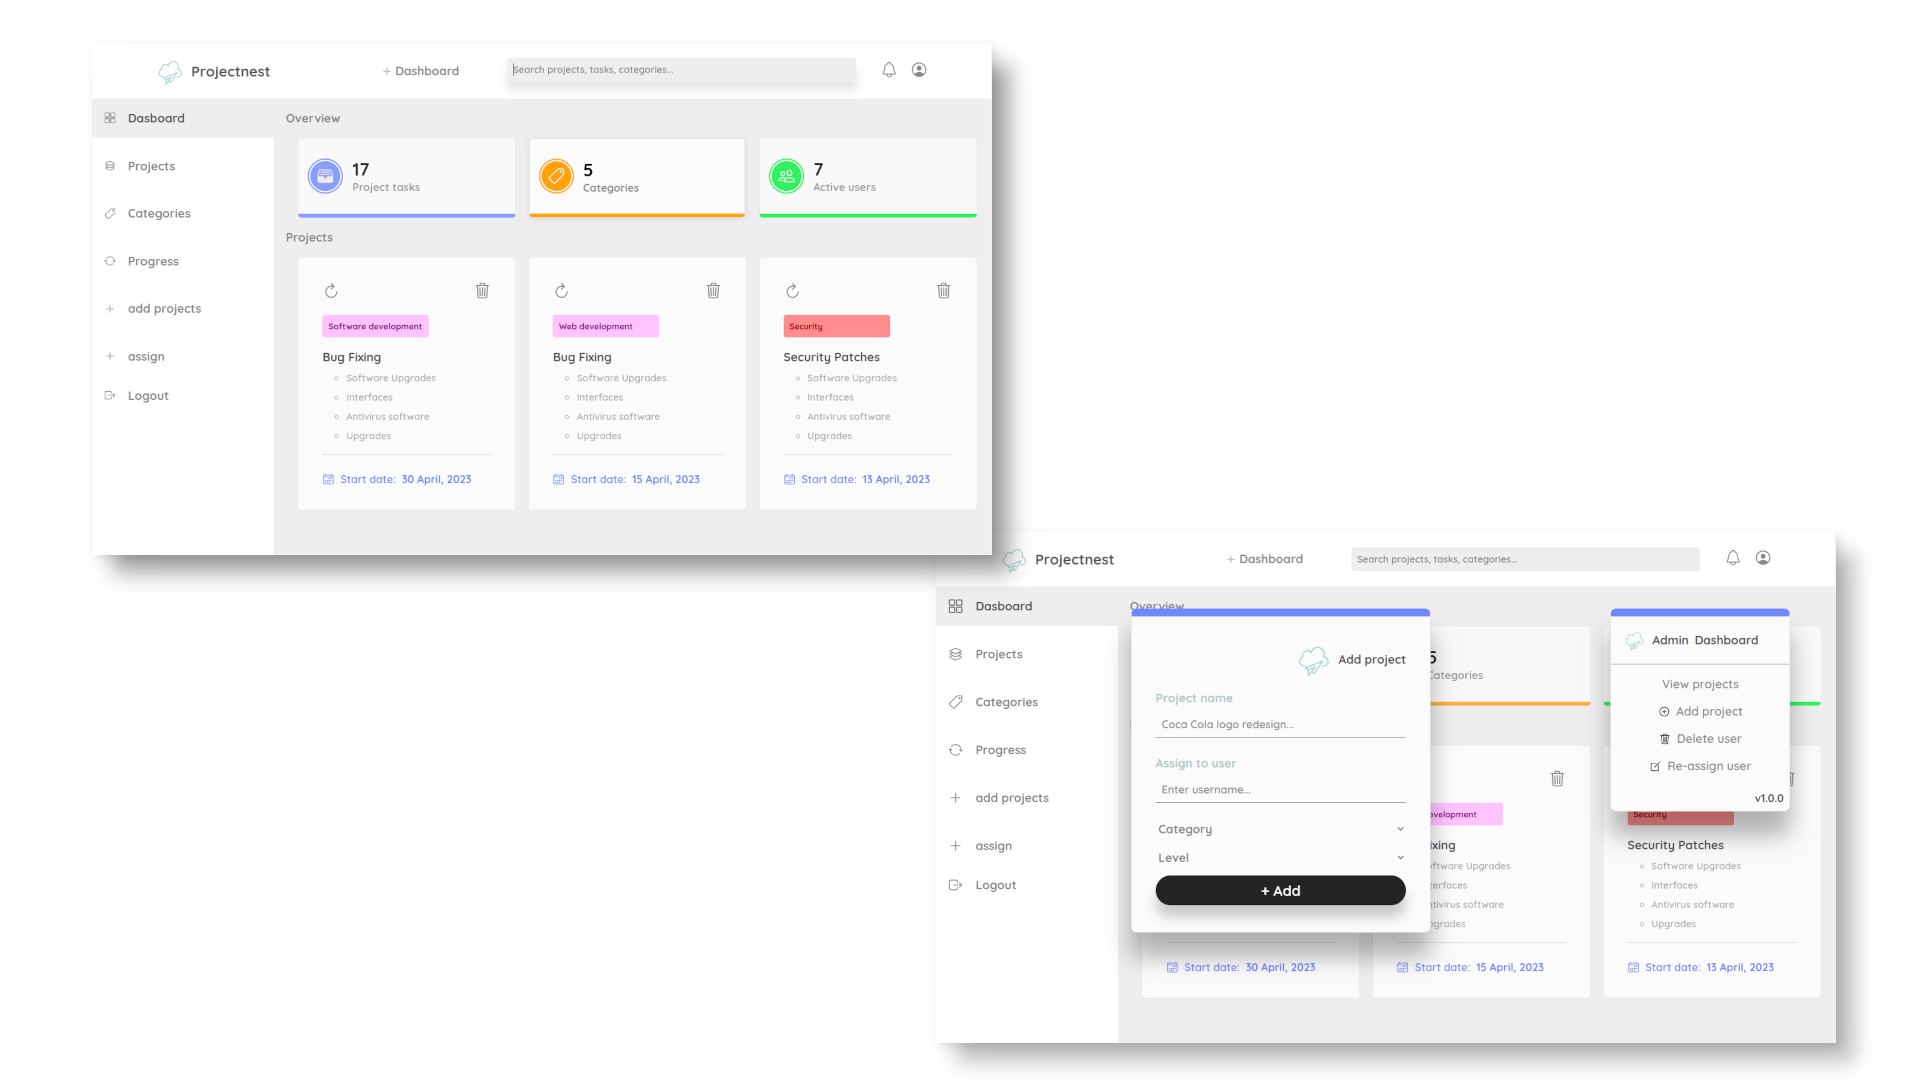 Projectnest
+ Dashboard
Search projects, tasks, categories...
Dasboard
Projects
Categories
Progress
+ add projects
+ assign
Logout
Overview
17
Project tasks
5
Categories
7
Active users
Projects
Software development
Bug Fixing
Software Upgrades
Interfaces
Antivirus software
Upgrades
Start date: 30 April, 2023
Web development
Bug Fixing
Software Upgrades
Interfaces
Antivirus software
Upgrades
Start date: 15 April, 2023
Security
Security Patches
Software Upgrades
Interfaces
Antivirus software
Upgrades
Start date: 13 April, 2023
Projectnest
+ Dashboard
Search projects, tasks, categories...
Dasboard
Projects
Categories
Progress
+ add projects
+ assign
Logout
Overview
Add project
Project name
Coca Cola logo redesign...
Assign to user
Enter username...
Category
Level
+ Add
Start date: 30 April, 2023
5
Categories
evelopment
ixing
ftware Upgrades
terfaces
ntivirus software
pgrades
Start date: 15 April, 2023
Admin Dashboard
View projects
Add project
Delete user
Re-assign user
v1.0.0
Security
Security Patches
Software Upgrades
Interfaces
Antivirus software
Upgrades
Start date: 13 April, 2023